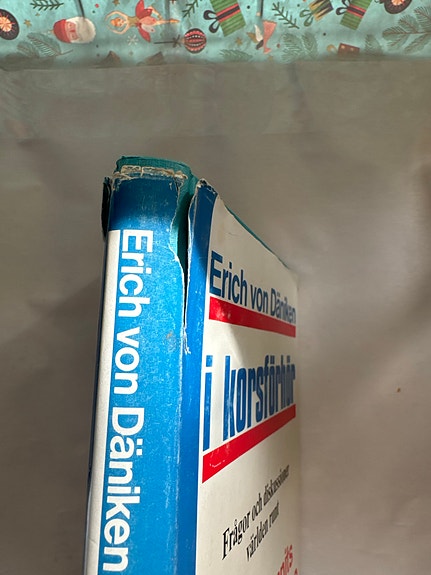 Erich von Däniken
Erich von Däniken
i korsförhör
Frågor och diskussioner
världen runt